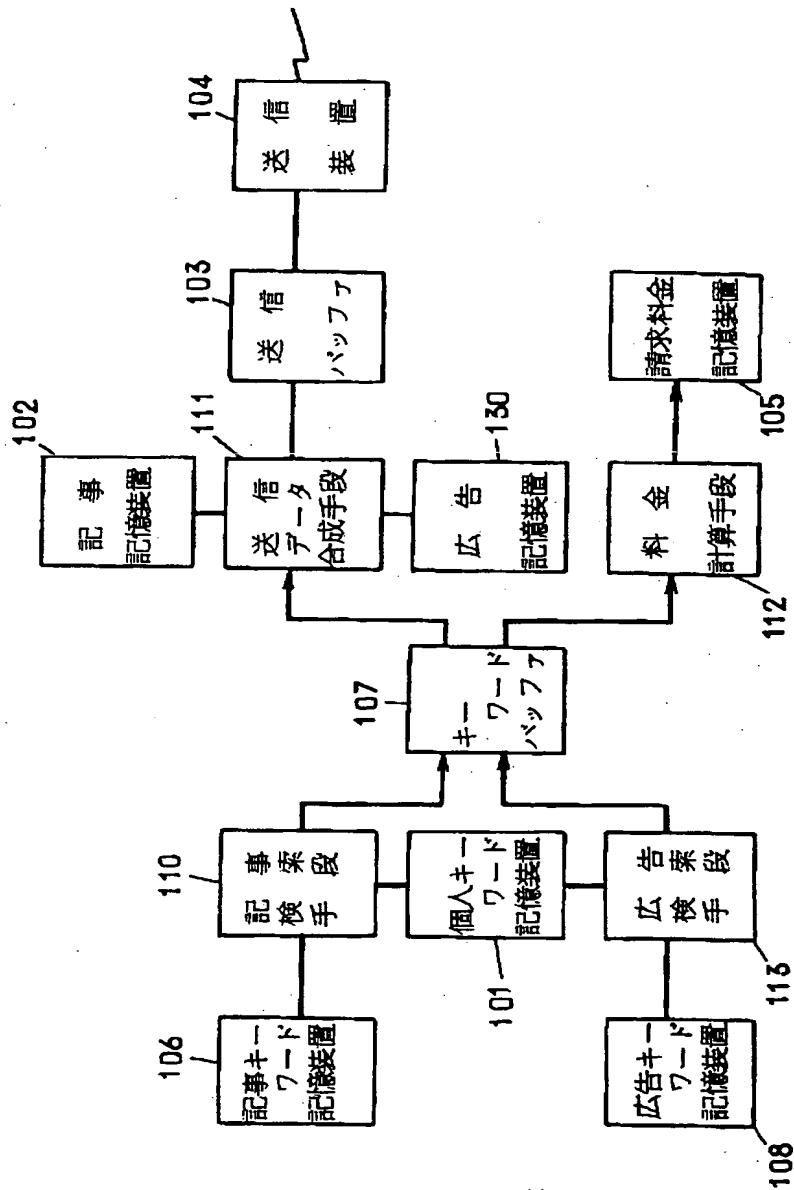 106
記事キー
ワード
記憶装置
110
記事
検索
手段
101
個人キー
ワード
記憶装置
108
広告キー
ワード
記憶装置
113
広告
検索
手段
107
キー
ワード
バッファ
102
記事
記憶装置
111
送信
データ
合成手段
130
広告
記憶装置
103
送信
バッファ
104
送信
装置
112
料金
計算手段
105
請求料金
記憶装置